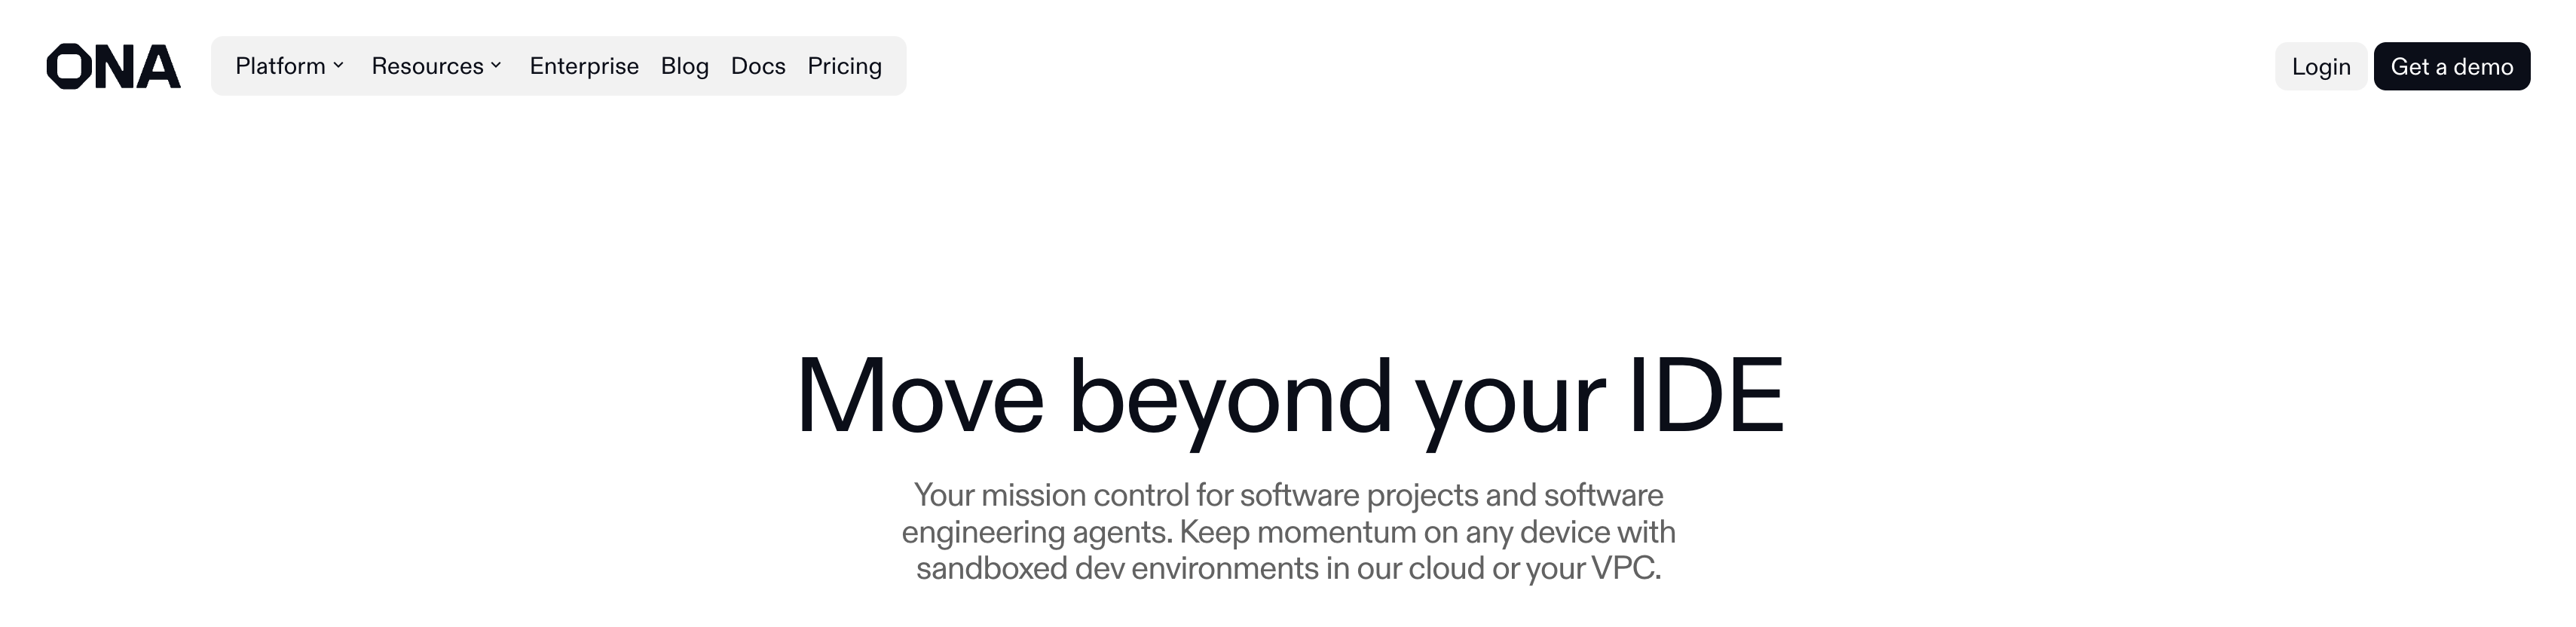 ONA
Platform
Resources
Enterprise
Blog
Docs
Pricing
Login
Get a demo
Move beyond your IDE
Your mission control for software projects and software
engineering agents. Keep momentum on any device with
sandboxed dev environments in our cloud or your VPC.